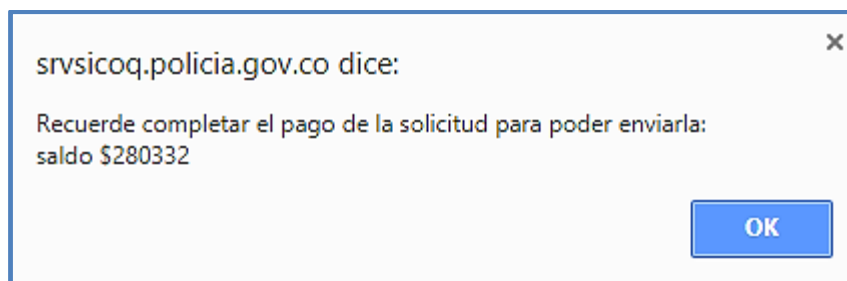 srvsicoq.policia.gov.co dice:
Recuerde completar el pago de la solicitud para poder enviarla:
saldo $280332
OK